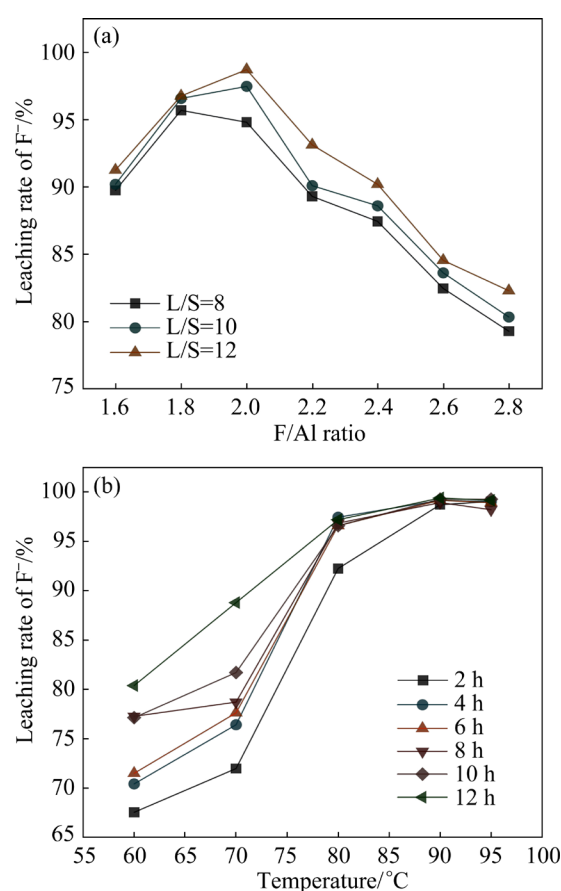 (a)
100
95
90
85
80
75
Leaching rate of F⁻/%
L/S=8
L/S=10
L/S=12
1.6 1.8 2.0 2.2 2.4 2.6 2.8
F/Al ratio
(b)
100
95
90
85
80
75
70
65
Leaching rate of F⁻/%
2 h
4 h
6 h
8 h
10 h
12 h
55 60 65 70 75 80 85 90 95 100
Temperature/°C